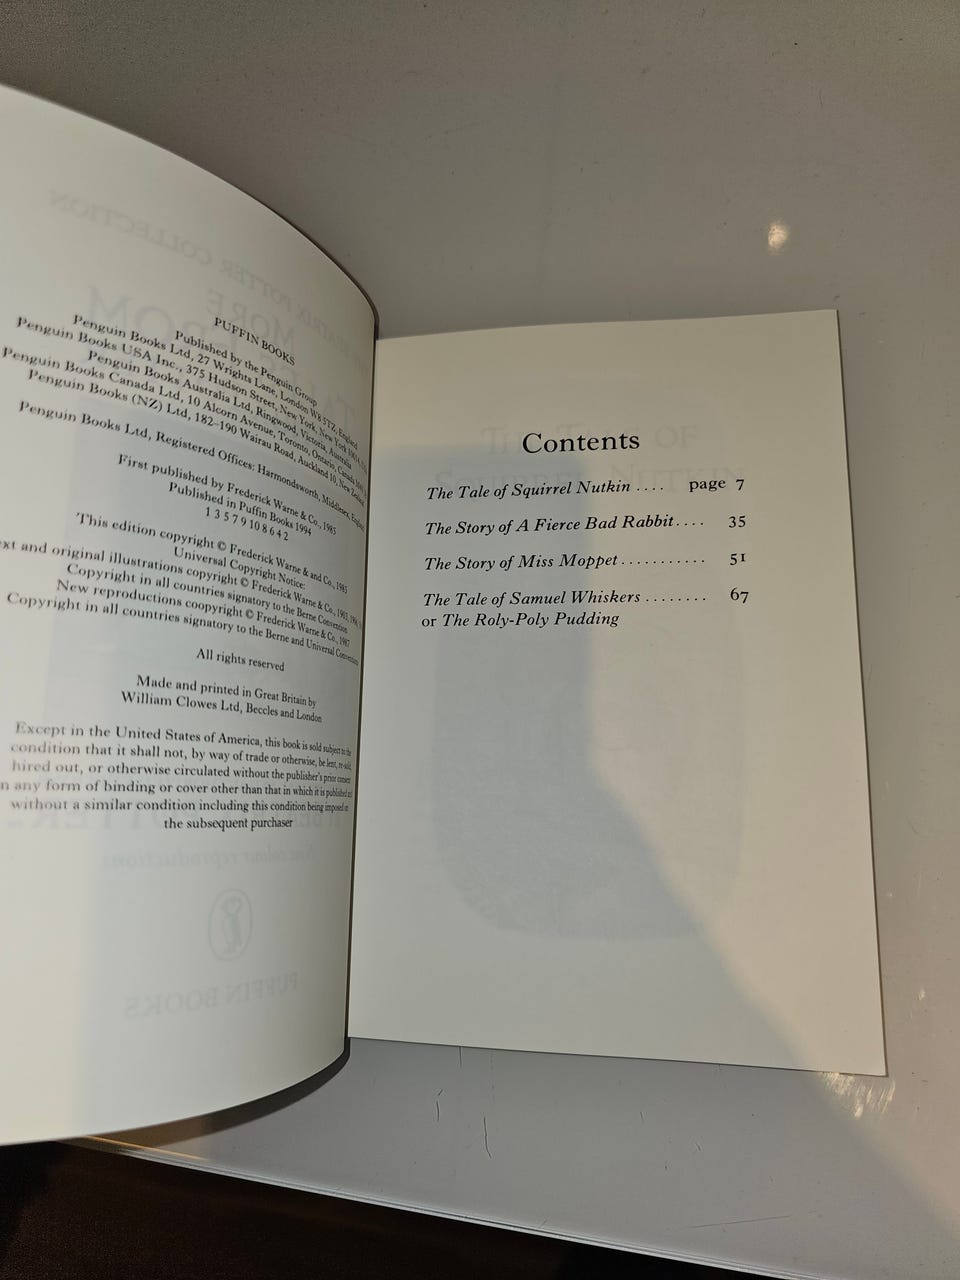 PUFFIN BOOKS
Published by the Penguin Group
Penguin Books Ltd, 27 Wrights Lane, London W8 5TZ, England
Penguin Books USA Inc., 375 Hudson Street, New York, New York 10014, USA
Penguin Books Australia Ltd, Ringwood, Victoria, Australia
Penguin Books Canada Ltd, 10 Alcorn Avenue, Toronto, Ontario, Canada
Penguin Books (NZ) Ltd, 182–190 Wairau Road, Auckland 10, New Zealand
Penguin Books Ltd, Registered Offices: Harmondsworth, Middlesex, England
First published by Frederick Warne & Co., 1985
Published in Puffin Books 1994
1 3 5 7 9 10 8 6 4 2
This edition copyright © Frederick Warne & and Co., 1985
Universal Copyright Notice:
ext and original illustrations copyright © Frederick Warne & Co., 1903,
Copyright in all countries signatory to the Berne Convention
New reproductions coopyright © Frederick Warne & Co., 1987
Copyright in all countries signatory to the Berne and Universal Conventions
All rights reserved
Made and printed in Great Britain by
William Clowes Ltd, Beccles and London
Except in the United States of America, this book is sold subject to the
condition that it shall not, by way of trade or otherwise, be lent, re-sold,
hired out, or otherwise circulated without the publisher's prior consent
n any form of binding or cover other than that in which it is published and
without a similar condition including this condition being imposed on
the subsequent purchaser
Contents
The Tale of Squirrel Nutkin .... page 7
The Story of A Fierce Bad Rabbit .... 35
The Story of Miss Moppet ........... 51
The Tale of Samuel Whiskers ........ 67
or The Roly-Poly Pudding